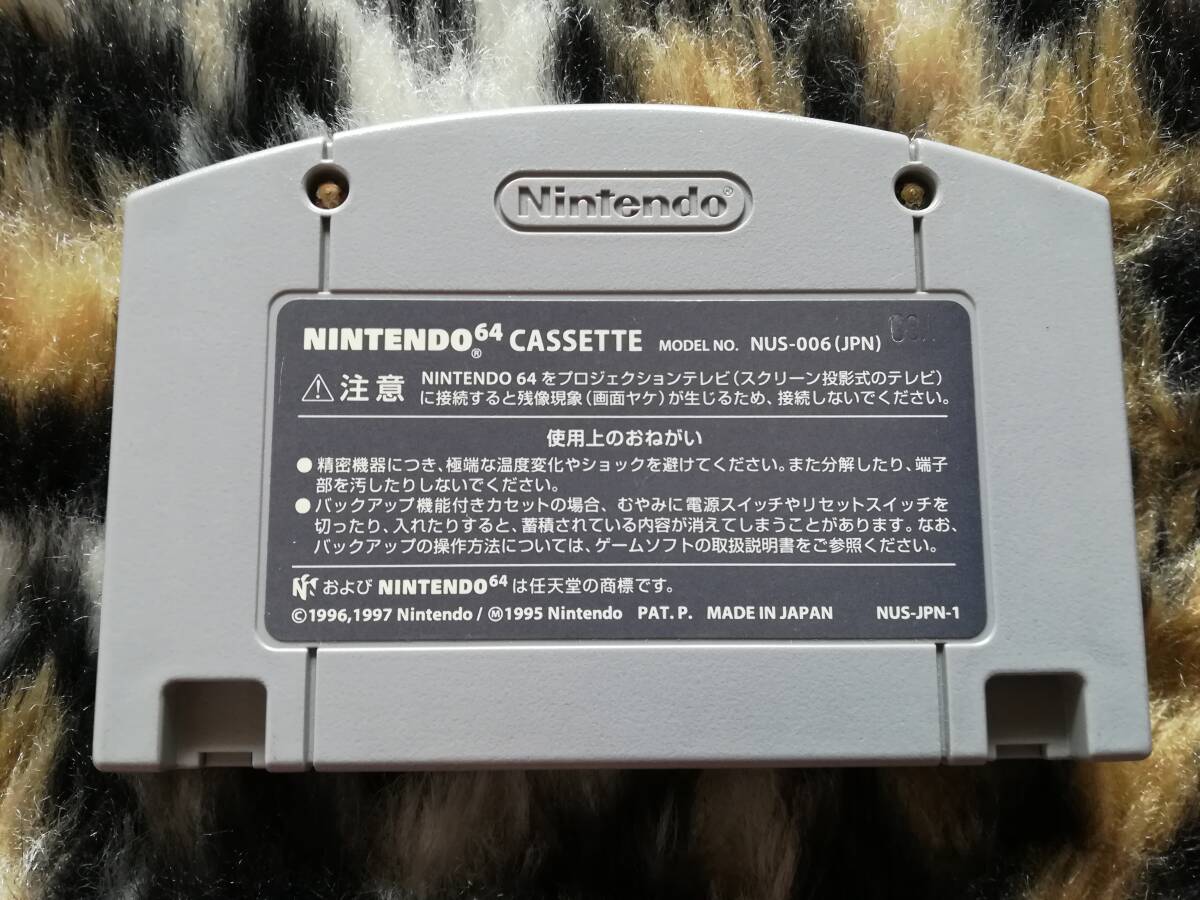 Nintendo®
NINTENDO64® CASSETTE MODEL NO. NUS-006(JPN)
⚠注意 NINTENDO 64をプロジェクションテレビ(スクリーン投影式のテレビ)
に接続すると残像現象(画面ヤケ)が生じるため、接続しないでください。
使用上のおねがい
●精密機器につき、極端な温度変化やショックを避けてください。また分解したり、端子
部を汚したりしないでください。
●バックアップ機能付きカセットの場合、むやみに電源スイッチやリセットスイッチを
切ったり、入れたりすると、蓄積されている内容が消えてしまうことがあります。なお、
バックアップの操作方法については、ゲームソフトの取扱説明書をご参照ください。
および NINTENDO64 は任天堂の商標です。
©1996,1997 Nintendo/Ⓜ1995 Nintendo PAT.P. MADE IN JAPAN NUS-JPN-1